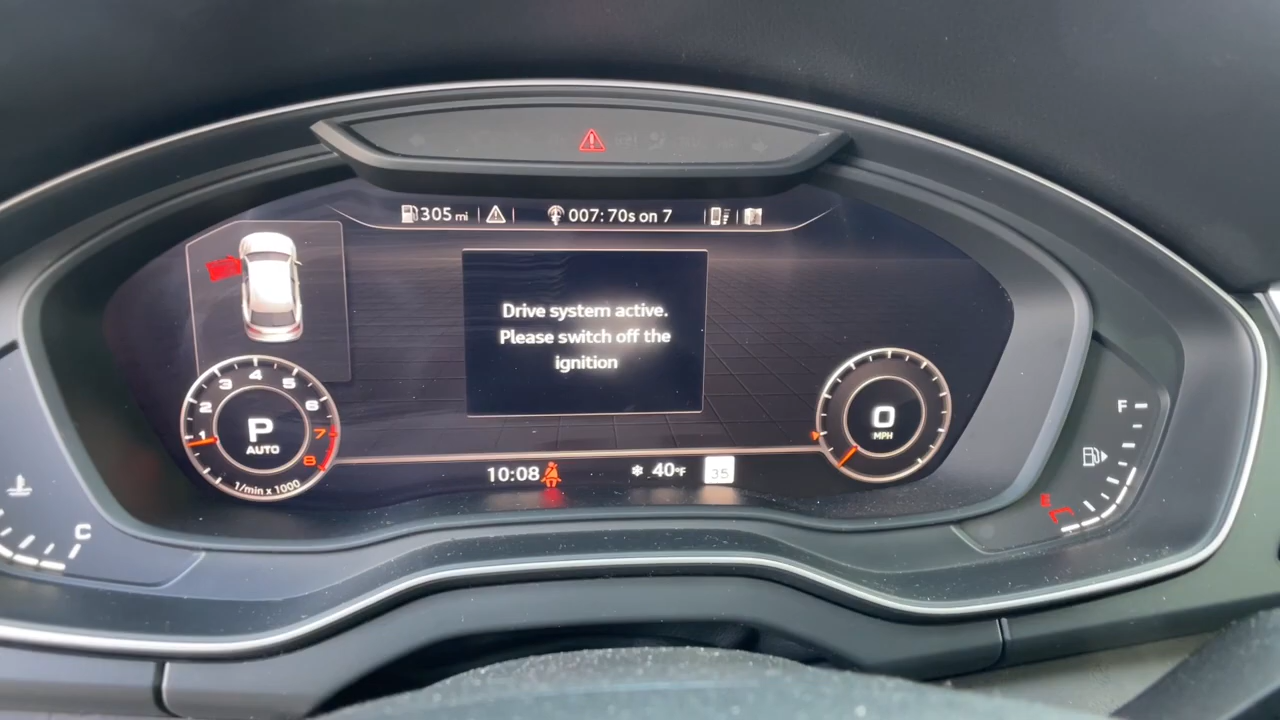 305 mi
007: 70s on 7
Drive system active.
Please switch off the
ignition
1 2 3 4 5 6 7 8
P
AUTO
1/min x 1000
0
MPH
10:08
40°F
35
C
F